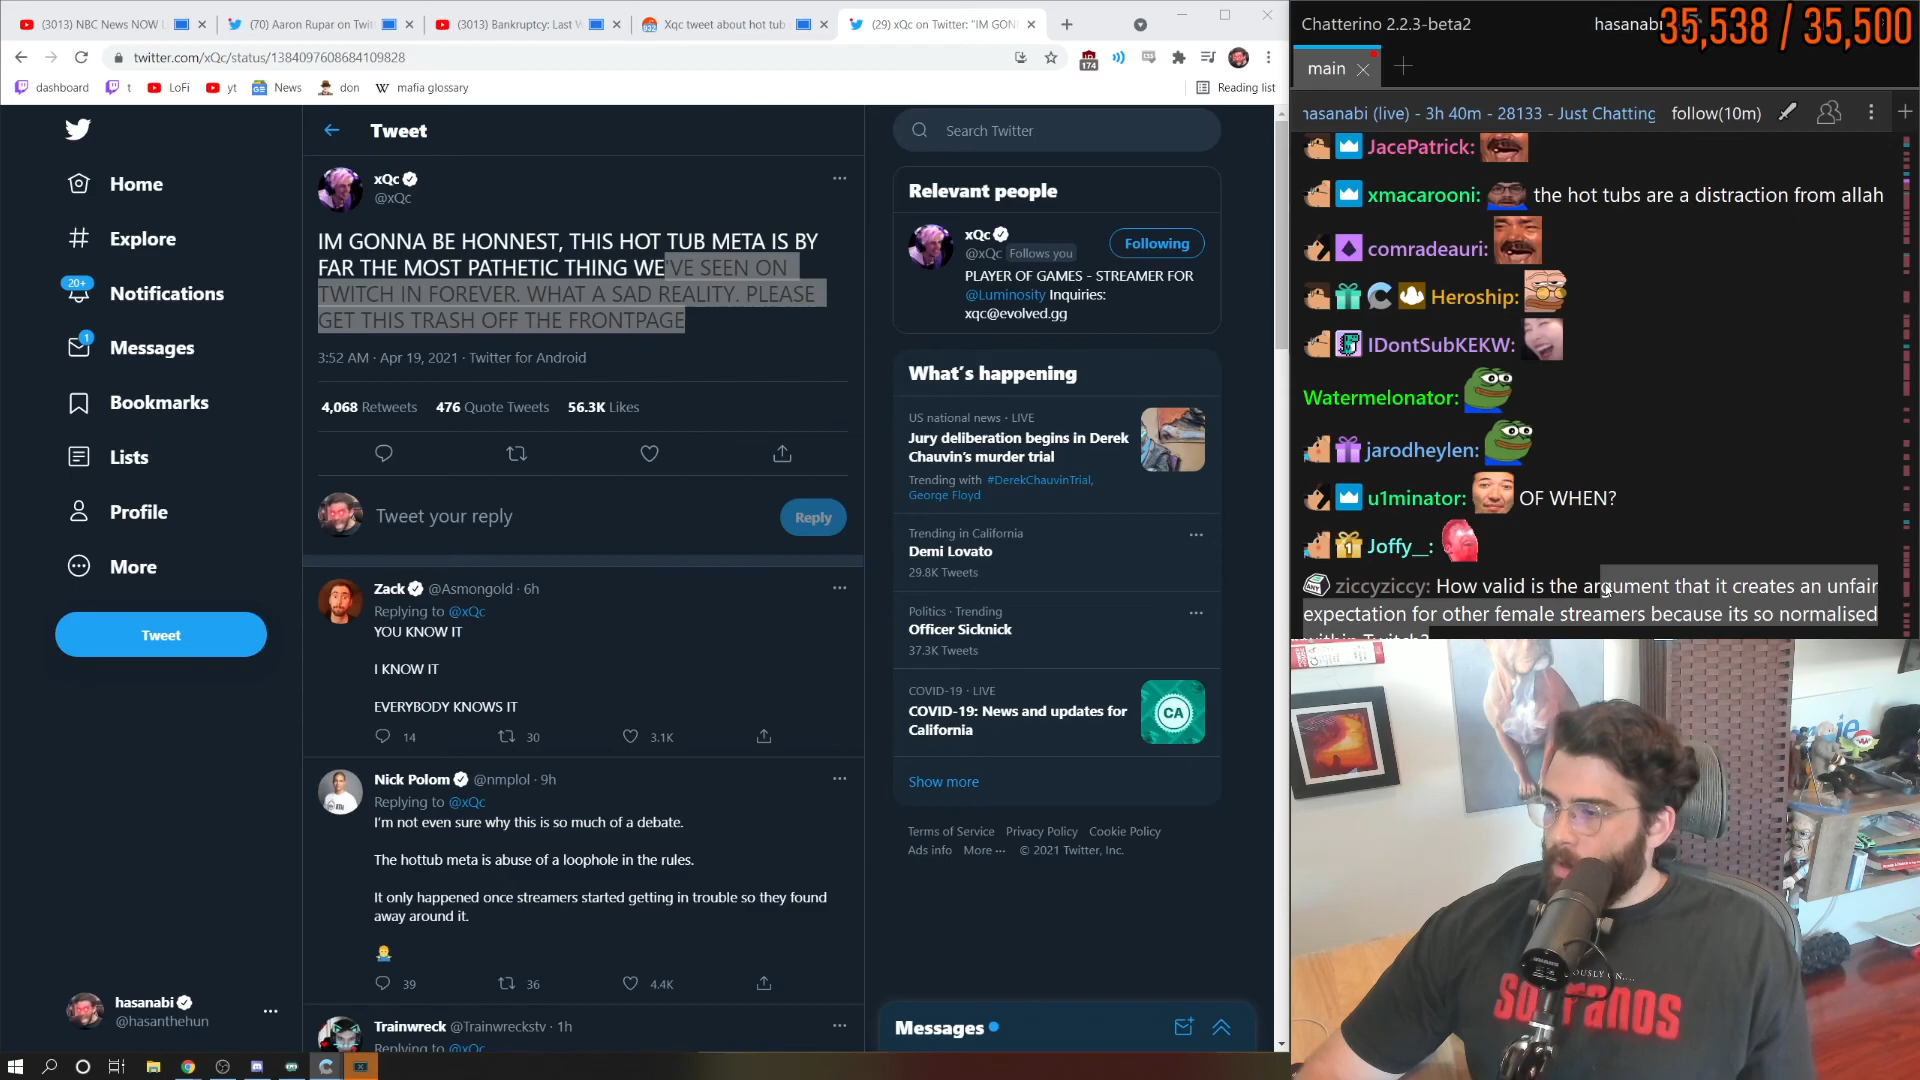 (3013) NBC News NOW L
(70) Aaron Rupar on Twitt
(3013) Bankruptcy: Last W
Xqc tweet about hot tub
(29) xQc on Twitter: "IM GON
twitter.com/xQc/status/1384097608684109828
174
dashboard
t
LoFi
yt
News
don
mafia glossary
Reading list
Home
Explore
20+
Notifications
1
Messages
Bookmarks
Lists
Profile
More
Tweet
hasanabi
@hasanthehun
Tweet
xQc
@xQc
IM GONNA BE HONNEST, THIS HOT TUB META IS BY
FAR THE MOST PATHETIC THING WE'VE SEEN ON
TWITCH IN FOREVER. WHAT A SAD REALITY. PLEASE
GET THIS TRASH OFF THE FRONTPAGE
3:52 AM · Apr 19, 2021 · Twitter for Android
4,068 Retweets 476 Quote Tweets 56.3K Likes
Tweet your reply
Reply
Zack @Asmongold · 6h
Replying to @xQc
YOU KNOW IT
I KNOW IT
EVERYBODY KNOWS IT
14 30 3.1K
Nick Polom @nmplol · 9h
Replying to @xQc
I'm not even sure why this is so much of a debate.
The hottub meta is abuse of a loophole in the rules.
It only happened once streamers started getting in trouble so they found
away around it.
39 36 4.4K
Trainwreck @Trainwreckstv · 1h
Replying to @xQc
Search Twitter
Relevant people
xQc
@xQc Follows you
Following
PLAYER OF GAMES - STREAMER FOR
@Luminosity Inquiries:
xqc@evolved.gg
What's happening
US national news · LIVE
Jury deliberation begins in Derek
Chauvin's murder trial
Trending with #DerekChauvinTrial,
George Floyd
Trending in California
Demi Lovato
29.8K Tweets
Politics · Trending
Officer Sicknick
37.3K Tweets
COVID-19 · LIVE
COVID-19: News and updates for
California
CA
Show more
Terms of Service Privacy Policy Cookie Policy
Ads info More ··· © 2021 Twitter, Inc.
Messages
Chatterino 2.2.3-beta2
hasanabi
35,538 / 35,500
main
hasanabi (live) - 3h 40m - 28133 - Just Chatting
follow(10m)
JacePatrick:
xmacarooni: the hot tubs are a distraction from allah
comradeauri:
Heroship:
IDontSubKEKW:
Watermelonator:
jarodheylen:
u1minator: OF WHEN?
Joffy__:
ziccyziccy: How valid is the argument that it creates an unfair
expectation for other female streamers because its so normalised
within Twitch?
SOPRANOS